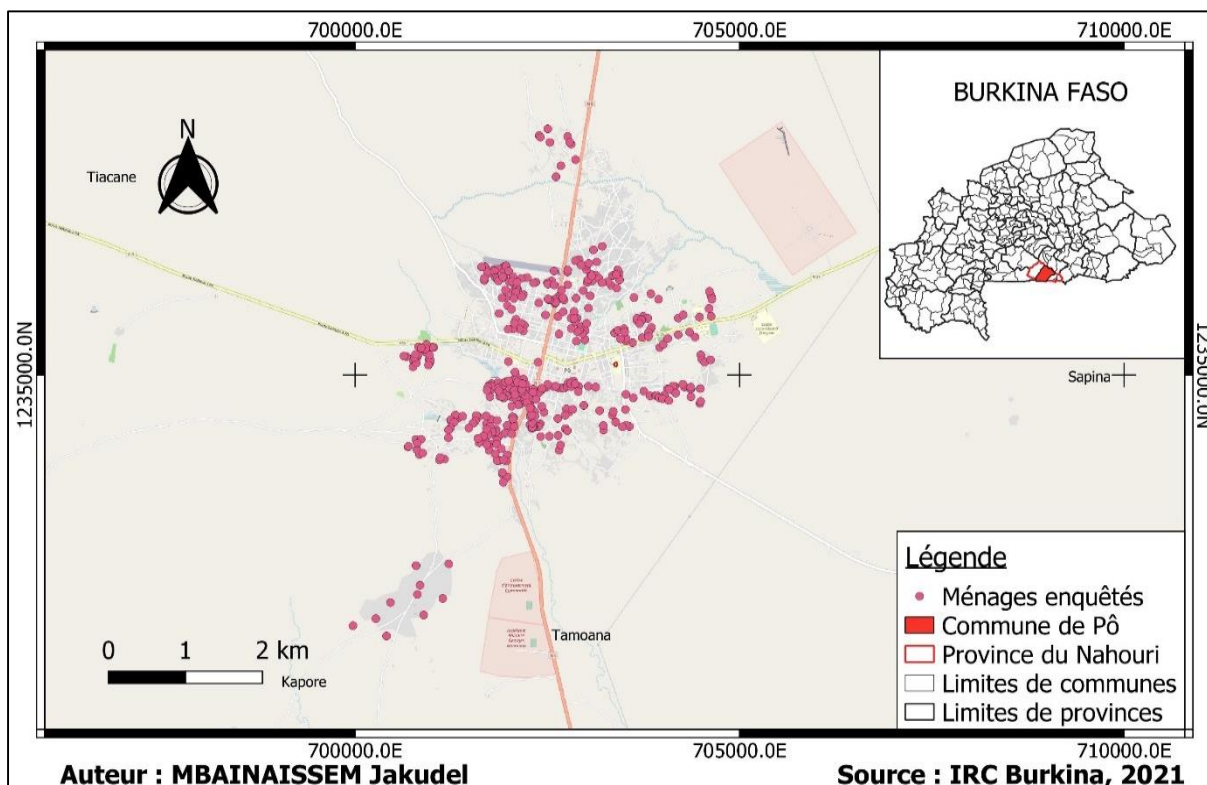 700000.0E
705000.0E
710000.0E
BURKINA FASO
N
Tiacane
1235000.0N
1235000.0N
Pô
Sapina
Légende
Ménages enquêtés
Commune de Pô
Province du Nahouri
Limites de communes
Limites de provinces
Tamoana
0 1 2 km
Kapore
700000.0E
705000.0E
710000.0E
Auteur : MBAINAISSEM Jakudel
Source : IRC Burkina, 2021